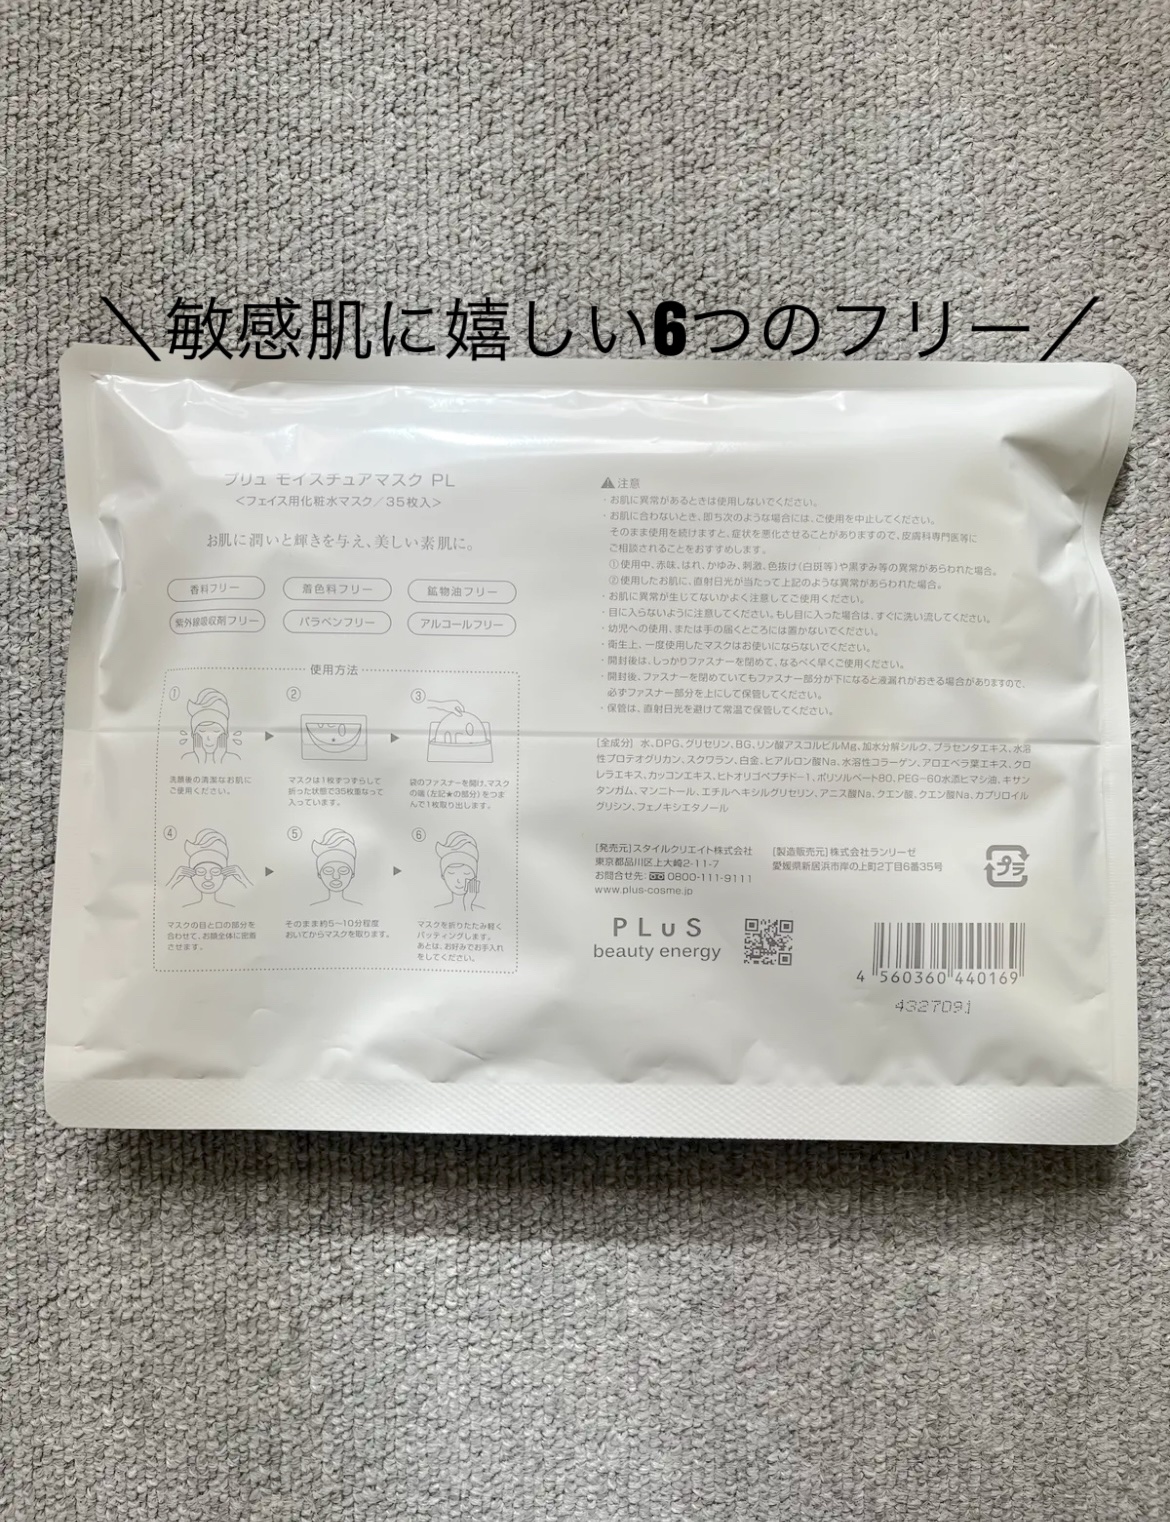 ＼敏感肌に嬉しい6つのフリー／
プリュ モイスチュアマスク PL
＜フェイス用化粧水マスク／35枚入＞
お肌に潤いと輝きを与え、美しい素肌に。
香料フリー
着色料フリー
鉱物油フリー
紫外線吸収剤フリー
パラベンフリー
アルコールフリー
使用方法
①
洗顔後の清潔なお肌に
ご使用ください。
②
マスクは1枚ずつずらして
折った状態で35枚重なって
入っています。
③
袋のファスナーを開け、マスク
の端(左記★の部分)をつま
んで1枚取り出します。
④
マスクの目と口の部分を
合わせて、お顔全体に密着
させます。
⑤
そのまま約5〜10分程度
おいてからマスクを取ります。
⑥
マスクを折りたたみ軽く
パッティングします。
あとは、お好みでお手入れ
をしてください。
⚠注意
・お肌に異常があるときは使用しないでください。
・お肌に合わないとき、即ち次のような場合には、ご使用を中止してください。
そのまま使用を続けますと、症状を悪化させることがありますので、皮膚科専門医等に
ご相談されることをおすすめします。
①使用中、赤味、はれ、かゆみ、刺激、色抜け(白斑等)や黒ずみ等の異常があらわれた場合。
②使用したお肌に、直射日光が当たって上記のような異常があらわれた場合。
・お肌に異常が生じてないかよく注意してご使用ください。
・目に入らないように注意してください。もし目に入った場合は、すぐに洗い流してください。
・幼児への使用、または手の届くところには置かないでください。
・衛生上、一度使用したマスクはお使いにならないでください。
・開封後は、しっかりファスナーを閉めて、なるべく早くご使用ください。
・開封後、ファスナーを閉めていてもファスナー部分が下になると液漏れがおきる場合がありますので、
必ずファスナー部分を上にして保管してください。
・保管は、直射日光を避けて常温で保管してください。
[全成分] 水、DPG、グリセリン、BG、リン酸アスコルビルMg、加水分解シルク、プラセンタエキス、水溶
性プロテオグリカン、スクワラン、白金、ヒアルロン酸Na、水溶性コラーゲン、アロエベラ葉エキス、クロ
レラエキス、カッコンエキス、ヒトオリゴペプチド-1、ポリソルベート80、PEG-60水添ヒマシ油、キサン
タンガム、マンニトール、エチルヘキシルグリセリン、アニス酸Na、クエン酸、クエン酸Na、カプリロイル
グリシン、フェノキシエタノール
[発売元]スタイルクリエイト株式会社
東京都品川区上大崎2-11-7
お問合せ先: 0800-111-9111
www.plus-cosme.jp
[製造販売元] 株式会社ランリーゼ
愛媛県新居浜市岸の上町2丁目6番35号
プラ
PLuS
beauty energy
4 560360 440169
4327091